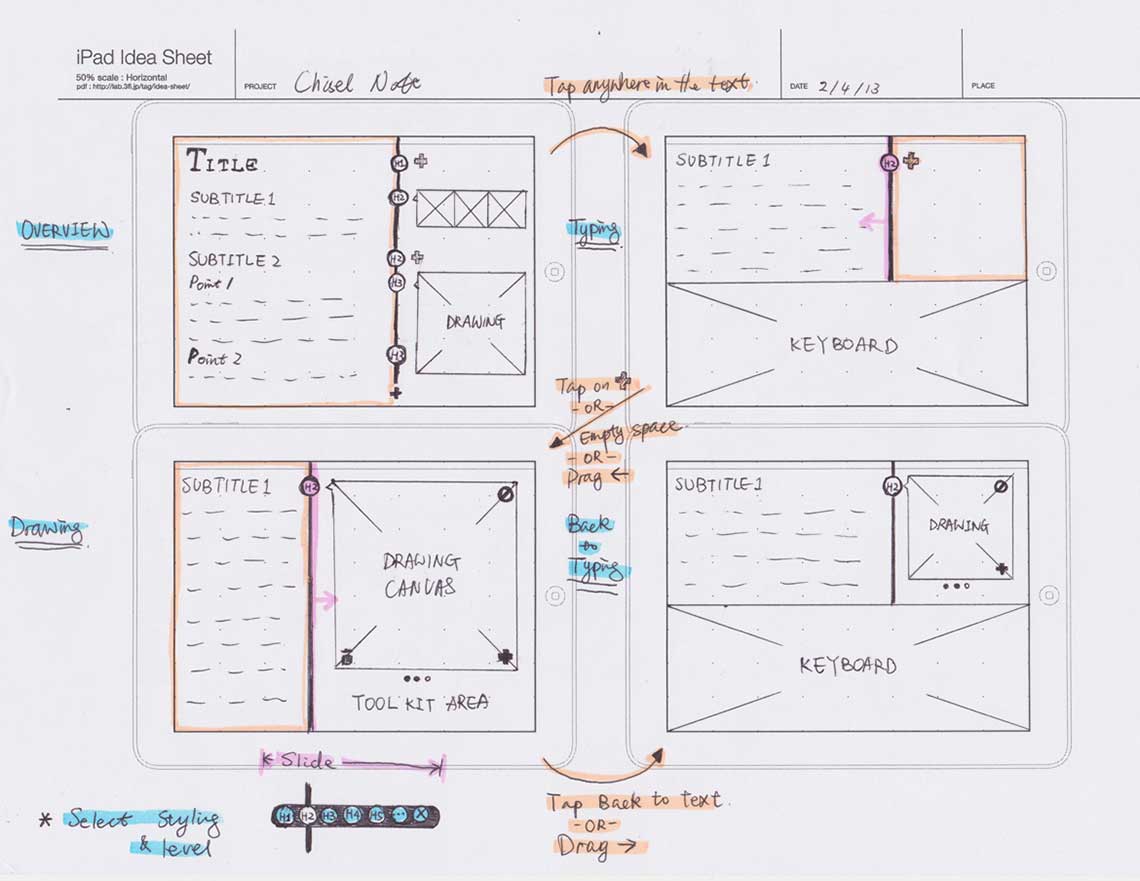 iPad Idea Sheet
50% scale : Horizontal
pdf : http://lab.3fl.jp/tag/idea-sheet/
PROJECT Chisel Note
Tap anywhere in the text.
DATE 2/4/13
PLACE
OVERVIEW
TITLE
H1
SUBTITLE 1
H2
SUBTITLE 2
H2
Point 1
H3
DRAWING
Point 2
H3
Typing
SUBTITLE 1
H2
KEYBOARD
Tap on
-OR-
Empty space
-OR-
Drag ←
Drawing
SUBTITLE 1
H2
DRAWING
CANVAS
TOOL KIT AREA
Back
to
Typing
SUBTITLE 1
H2
DRAWING
KEYBOARD
Slide
* Select Styling
& level
H1 H2 H3 H4 H5 ... X
Tap Back to text.
-OR-
Drag →